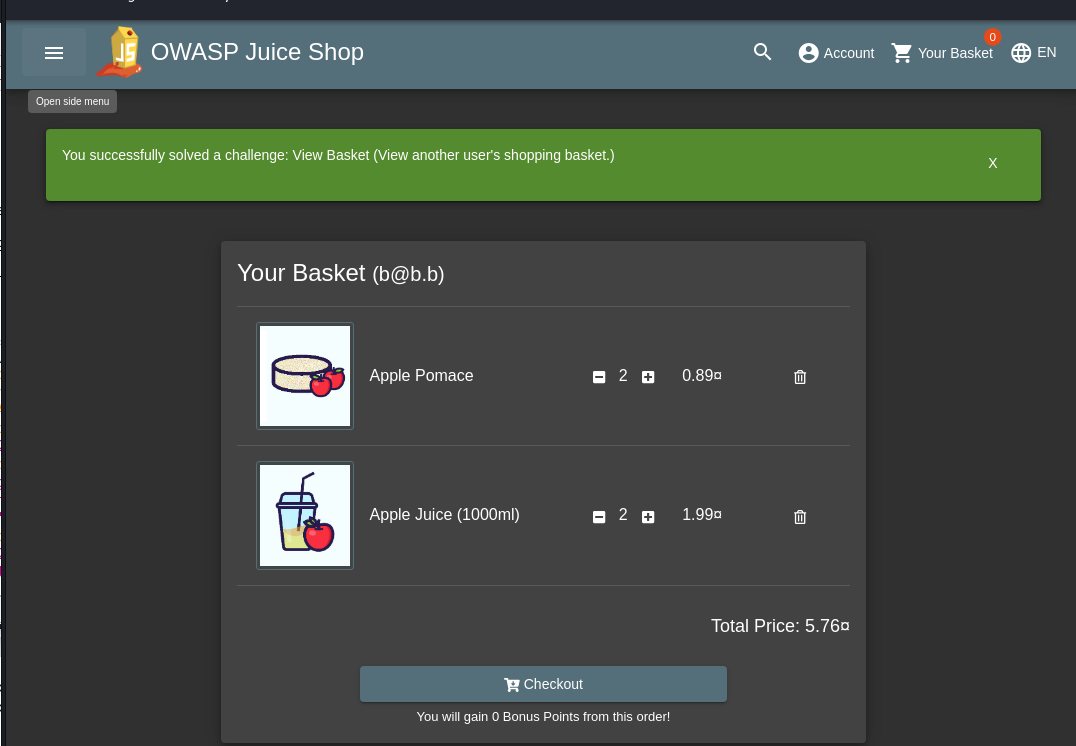 OWASP Juice Shop
Account
Your Basket
0
EN
Open side menu
You successfully solved a challenge: View Basket (View another user's shopping basket.)
X
Your Basket (b@b.b)
Apple Pomace 2 0.89¤
Apple Juice (1000ml) 2 1.99¤
Total Price: 5.76¤
Checkout
You will gain 0 Bonus Points from this order!